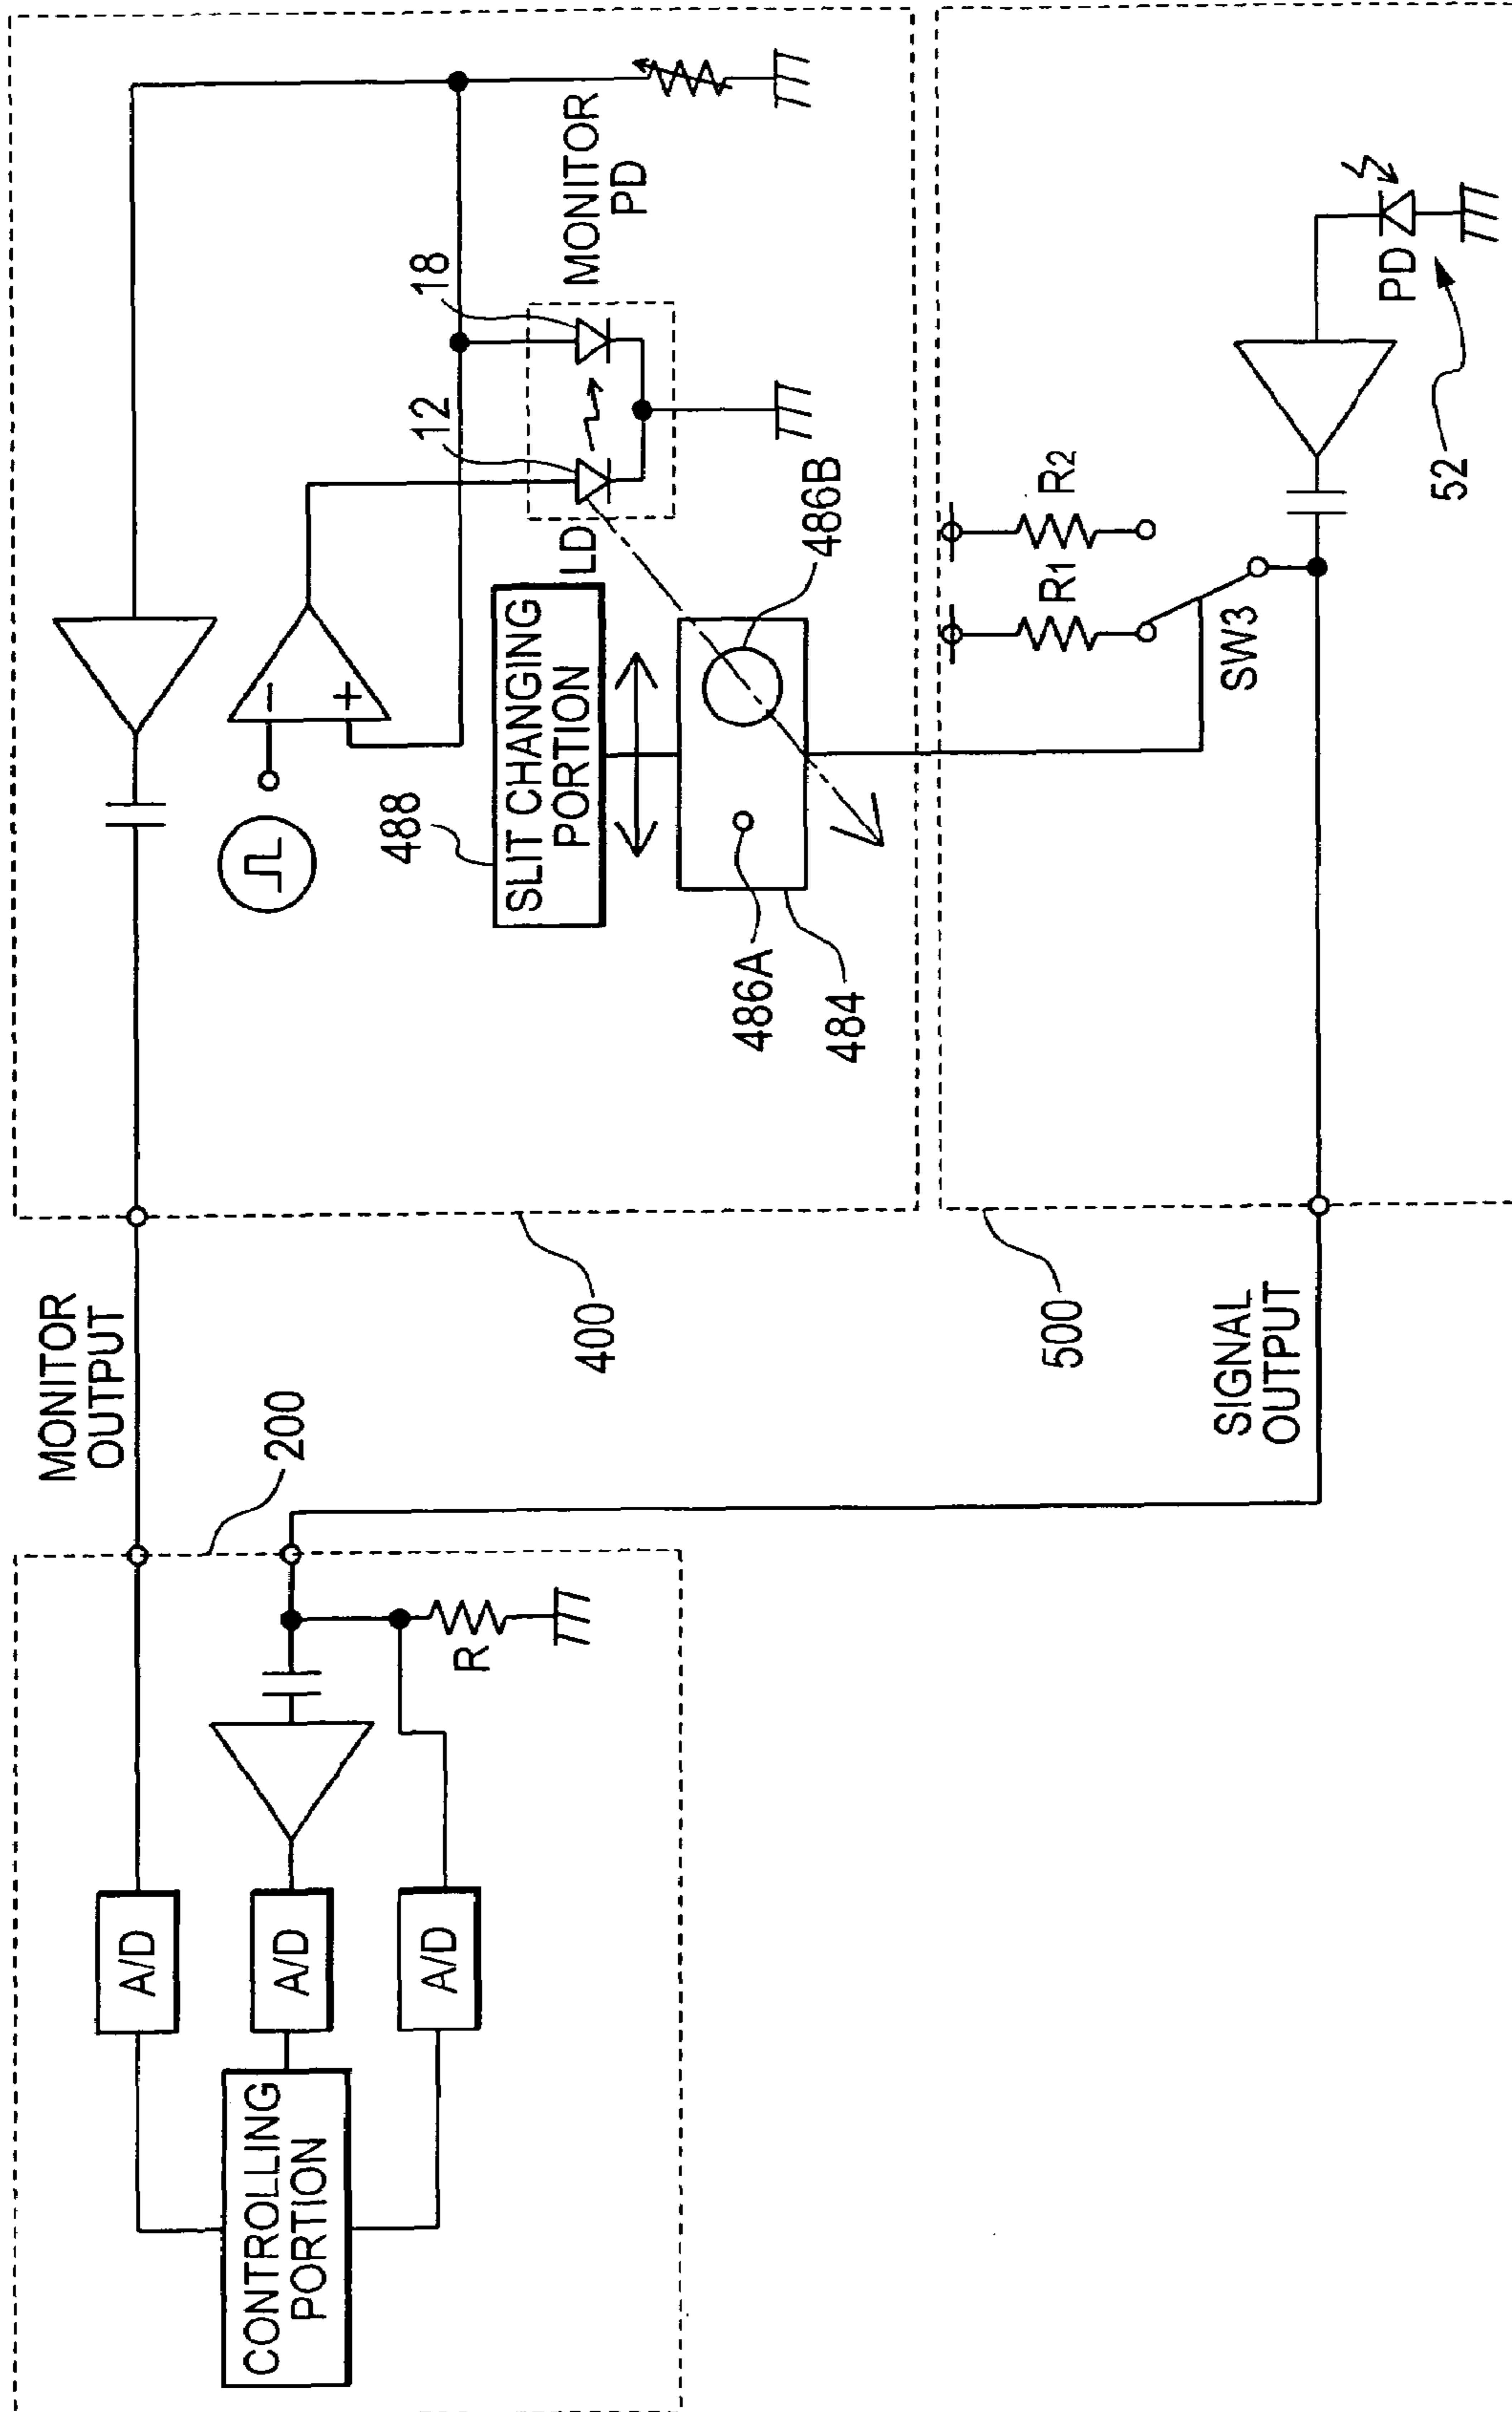 MONITOR
OUTPUT
200
A/D
A/D
A/D
CONTROLLING
PORTION
R
400
18
12
MONITOR
PD
LD
488
SLIT CHANGING
PORTION
−
+
486A
486B
484
500
SIGNAL
OUTPUT
R1
R2
SW3
PD
52